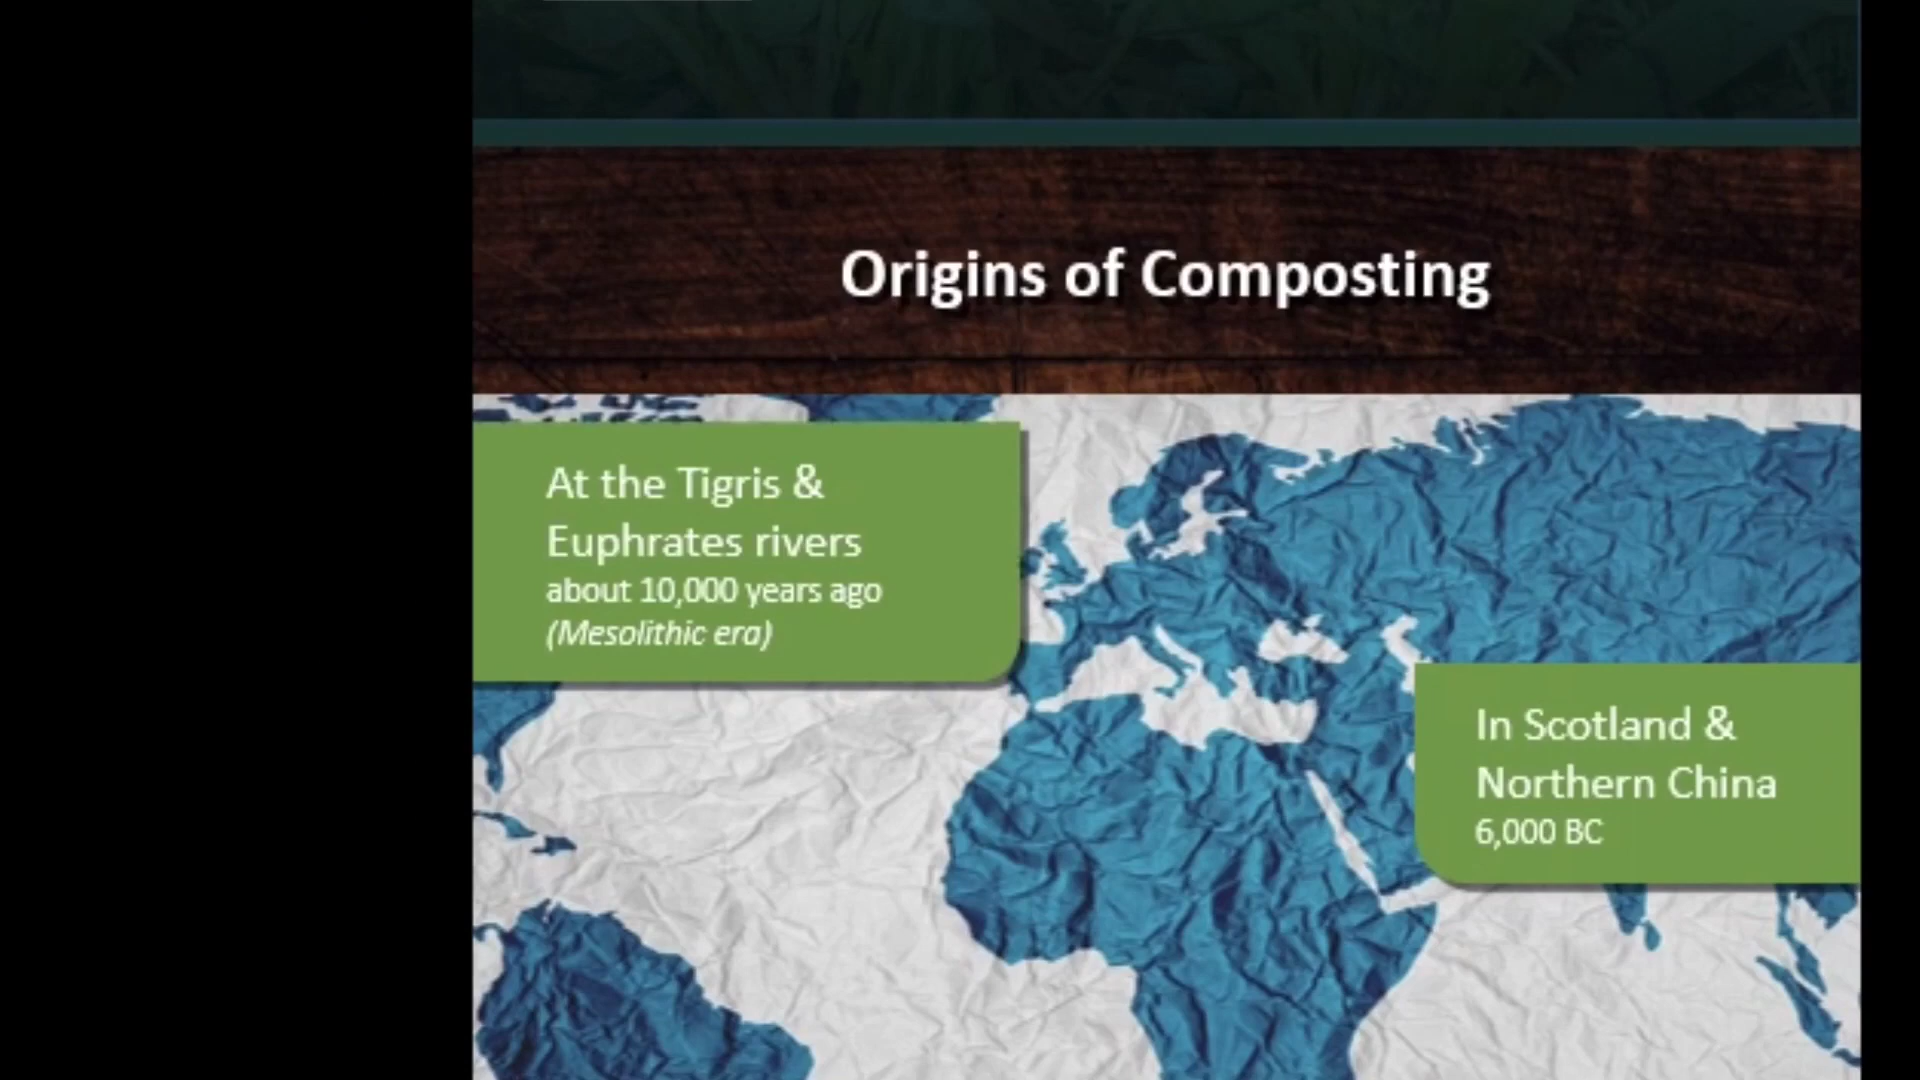 Origins of Composting
At the Tigris &
Euphrates rivers
about 10,000 years ago
(Mesolithic era)
In Scotland &
Northern China
6,000 BC